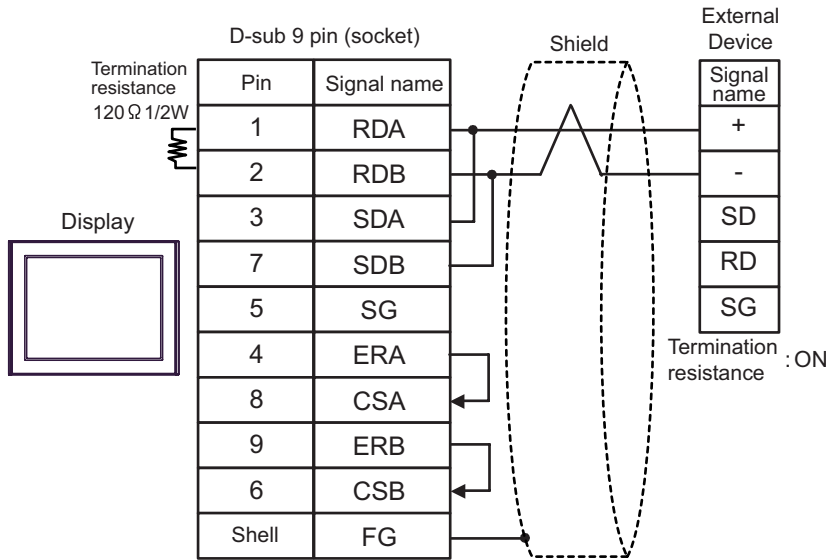 D-sub 9 pin (socket)
Shield
External
Device
Termination
resistance
120Ω 1/2W
Pin Signal name
Signal
name
1 RDA +
2 RDB -
Display
3 SDA SD
7 SDB RD
5 SG SG
4 ERA
Termination
resistance : ON
8 CSA
9 ERB
6 CSB
Shell FG